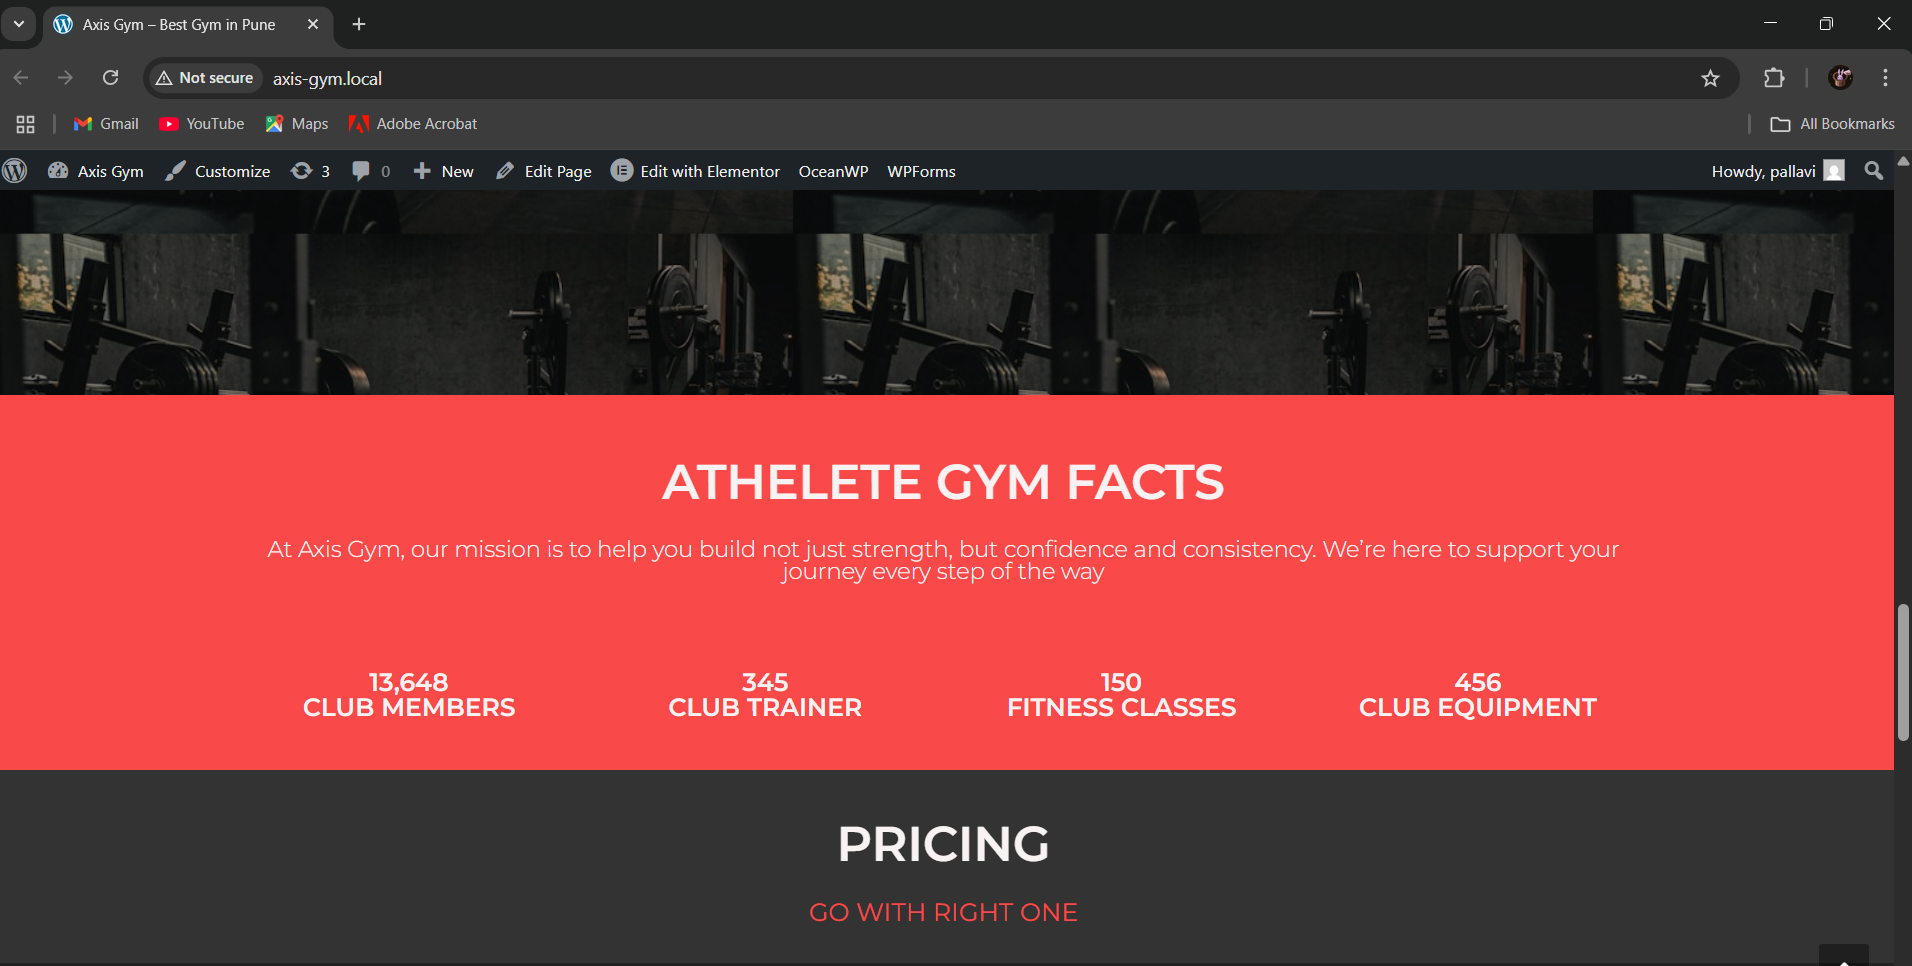 Axis Gym – Best Gym in Pune
Not secure
axis-gym.local
Gmail
YouTube
Maps
Adobe Acrobat
All Bookmarks
Axis Gym
Customize
3
0
New
Edit Page
Edit with Elementor
OceanWP
WPForms
Howdy, pallavi
ATHELETE GYM FACTS
At Axis Gym, our mission is to help you build not just strength, but confidence and consistency. We’re here to support your
journey every step of the way
13,648
CLUB MEMBERS
345
CLUB TRAINER
150
FITNESS CLASSES
456
CLUB EQUIPMENT
PRICING
GO WITH RIGHT ONE